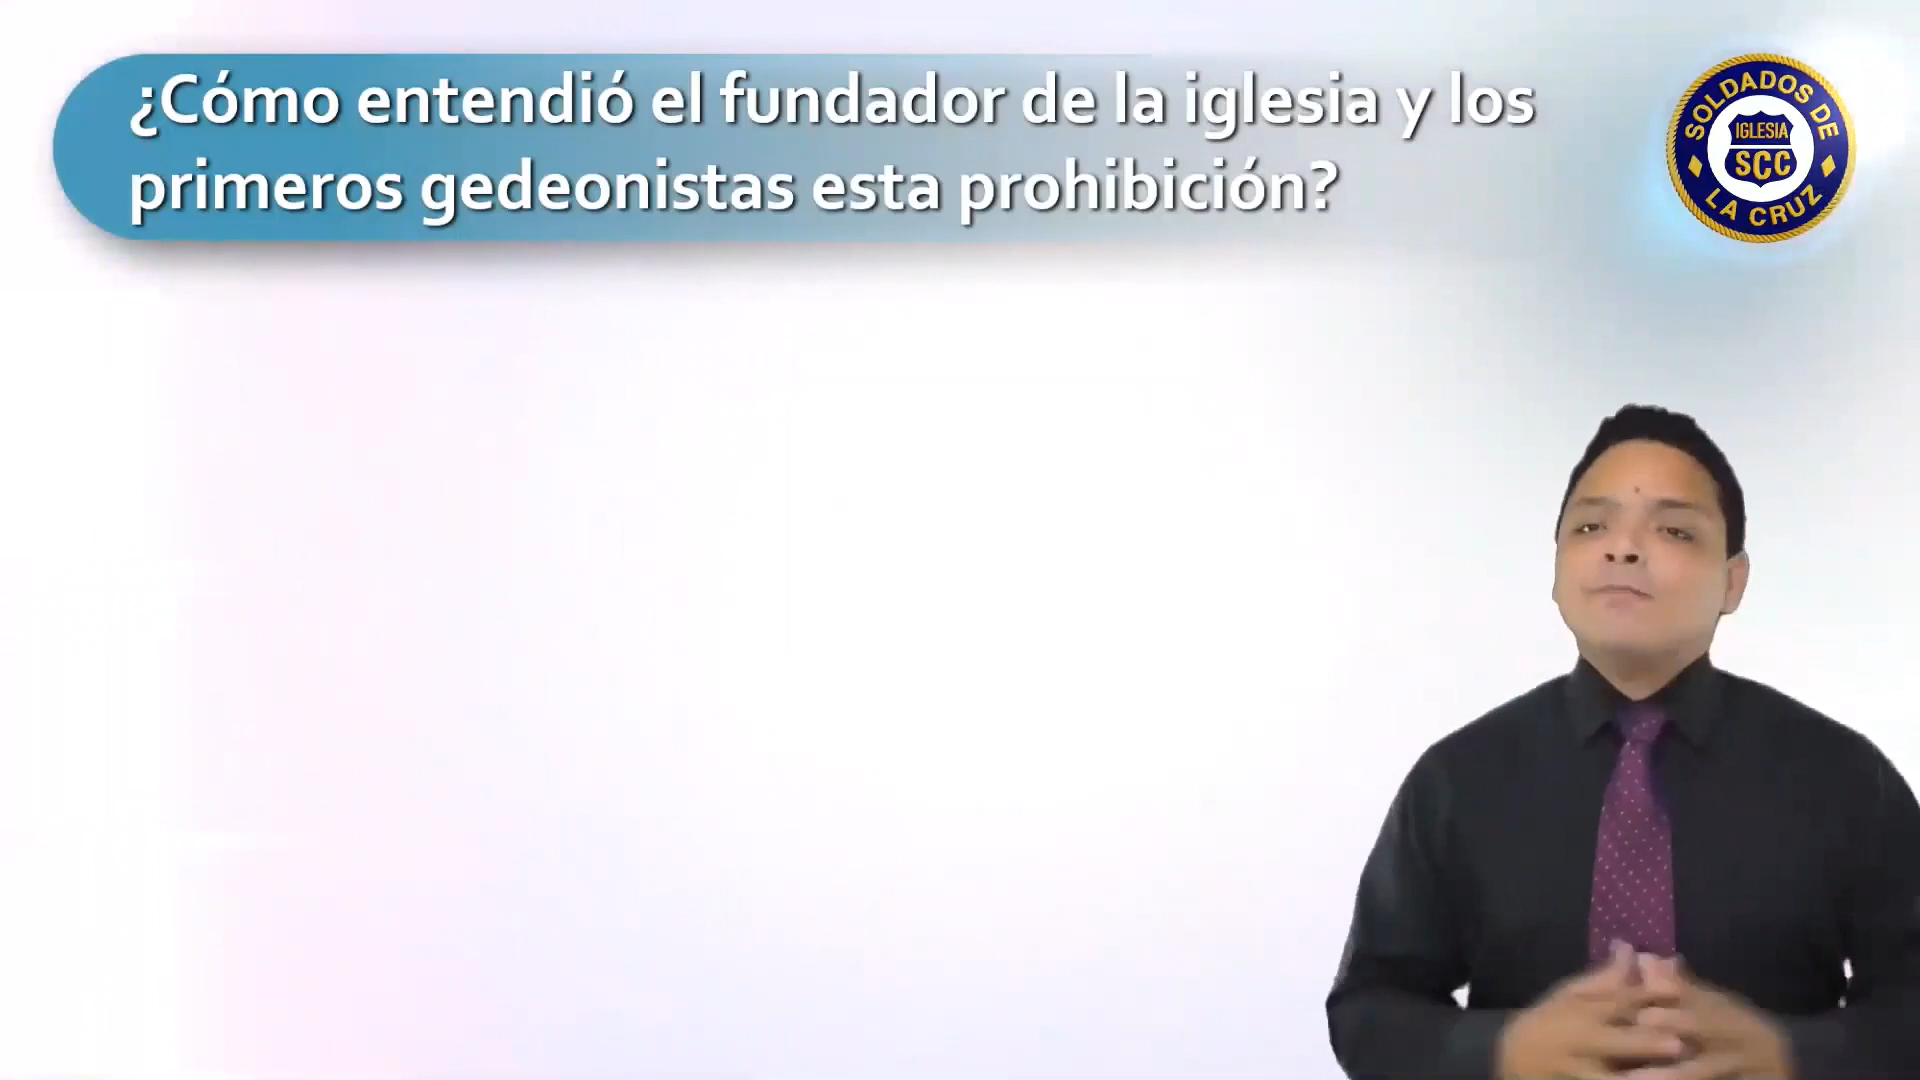 ¿Cómo entendió el fundador de la iglesia y los
primeros gedeonistas esta prohibición?
SOLDADOS DE
IGLESIA
SCC
LA CRUZ